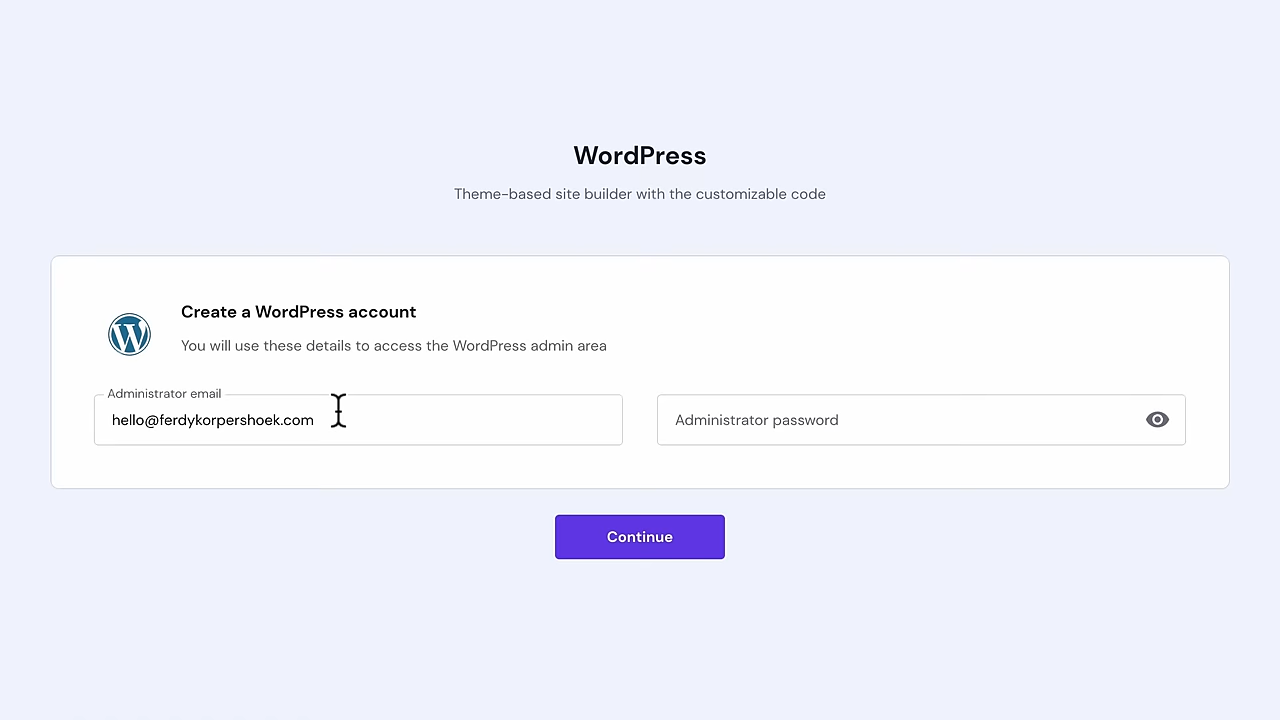 WordPress
Theme-based site builder with the customizable code
Create a WordPress account
You will use these details to access the WordPress admin area
Administrator email
hello@ferdykorpershoek.com
Administrator password
Continue